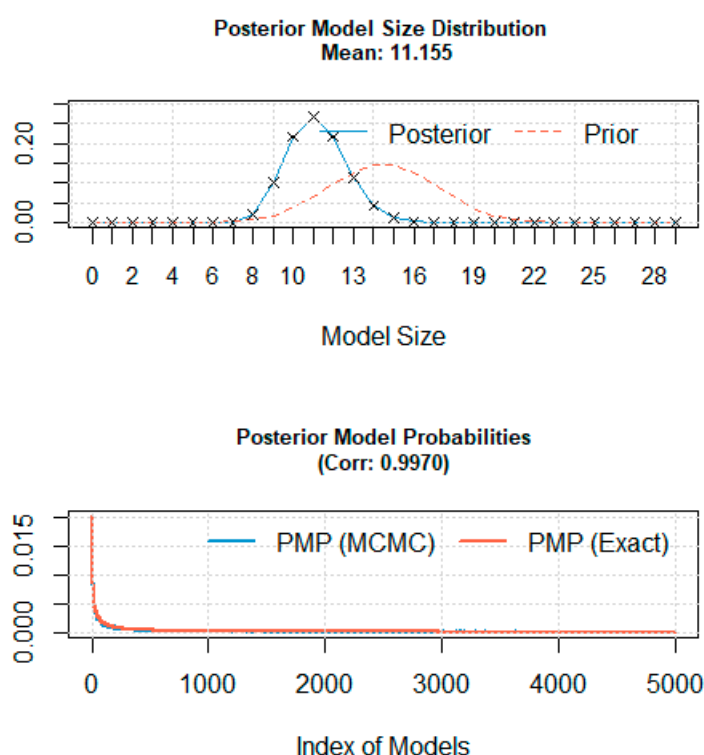 Posterior Model Size Distribution
Mean: 11.155
0.20
0.00
Posterior Prior
0 2 4 6 8 10 13 16 19 22 25 28
Model Size
Posterior Model Probabilities
(Corr: 0.9970)
0.015
0.000
PMP (MCMC) PMP (Exact)
0 1000 2000 3000 4000 5000
Index of Models